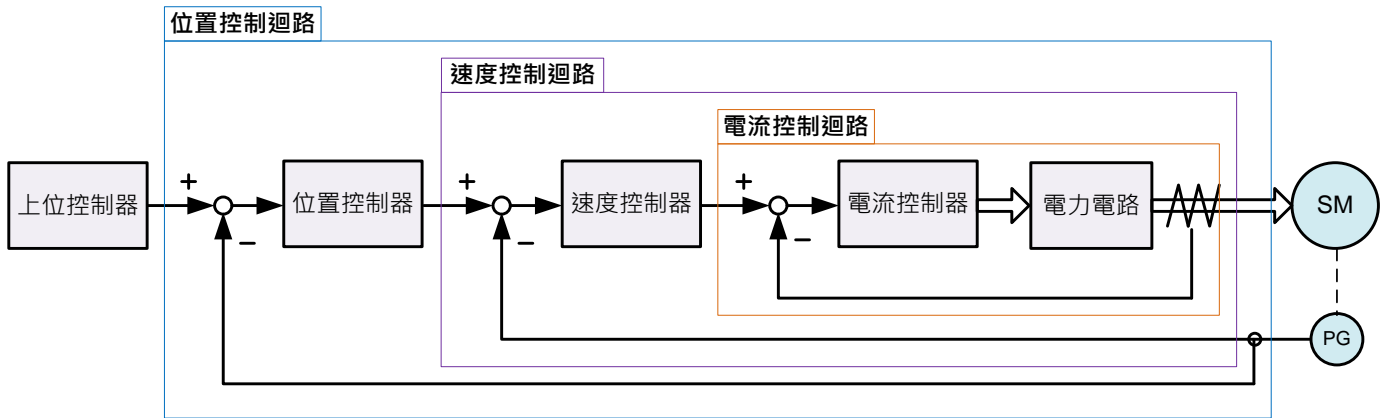 位置控制迴路
速度控制迴路
電流控制迴路
上位控制器
+
−
位置控制器
+
−
速度控制器
+
−
電流控制器
電力電路
SM
PG